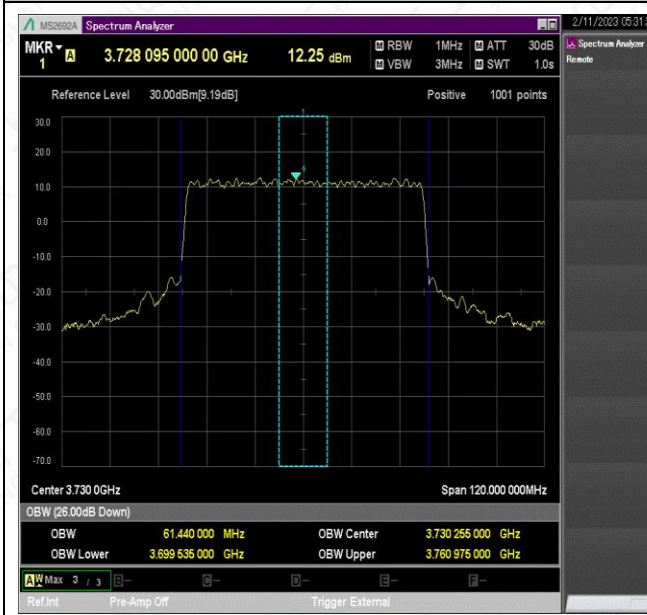 MS2692A Spectrum Analyzer
2/11/2023 05:31:
MKR 1 A 3.728 095 000 00 GHz 12.25 dBm M RBW 1MHz M ATT 30dB
M VBW 3MHz M SWT 1.0s
Spectrum Analyzer
Remote
Reference Level 30.00dBm[9.19dB] Positive 1001 points
30.0
20.0
10.0
0.0
-10.0
-20.0
-30.0
-40.0
-50.0
-60.0
-70.0
Center 3.730 0GHz Span 120.000 000MHz
OBW (26.00dB Down)
OBW 61.440 000 MHz OBW Center 3.730 255 000 GHz
OBW Lower 3.699 535 000 GHz OBW Upper 3.760 975 000 GHz
A W Max 3 / 3 B- C- D- E- F-
Ref.Int Pre-Amp Off Trigger External